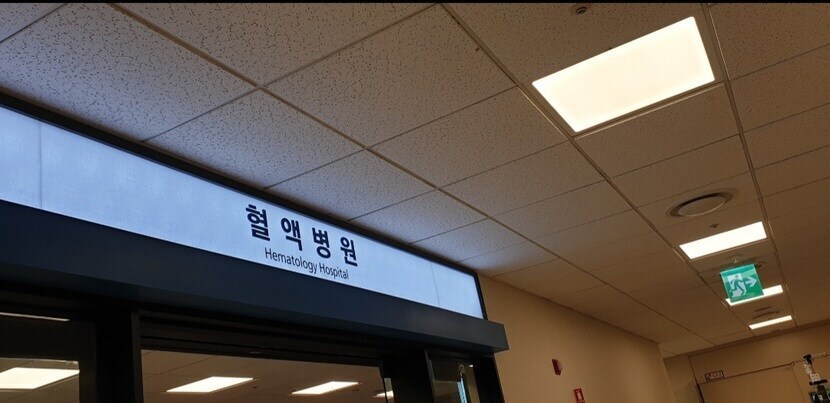 혈액병원
Hematology Hospital